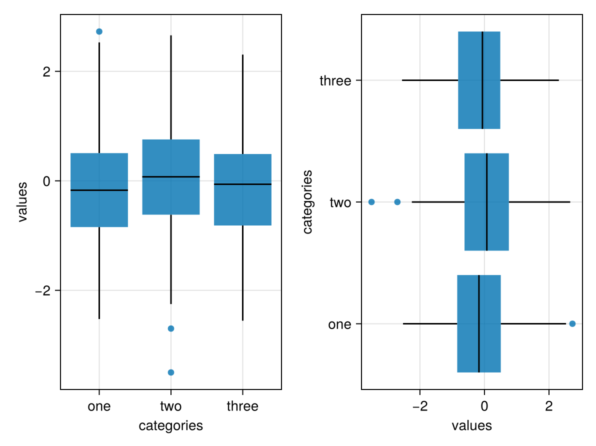 values
2
0
−2
one two three
categories
categories
three
two
one
−2 0 2
values